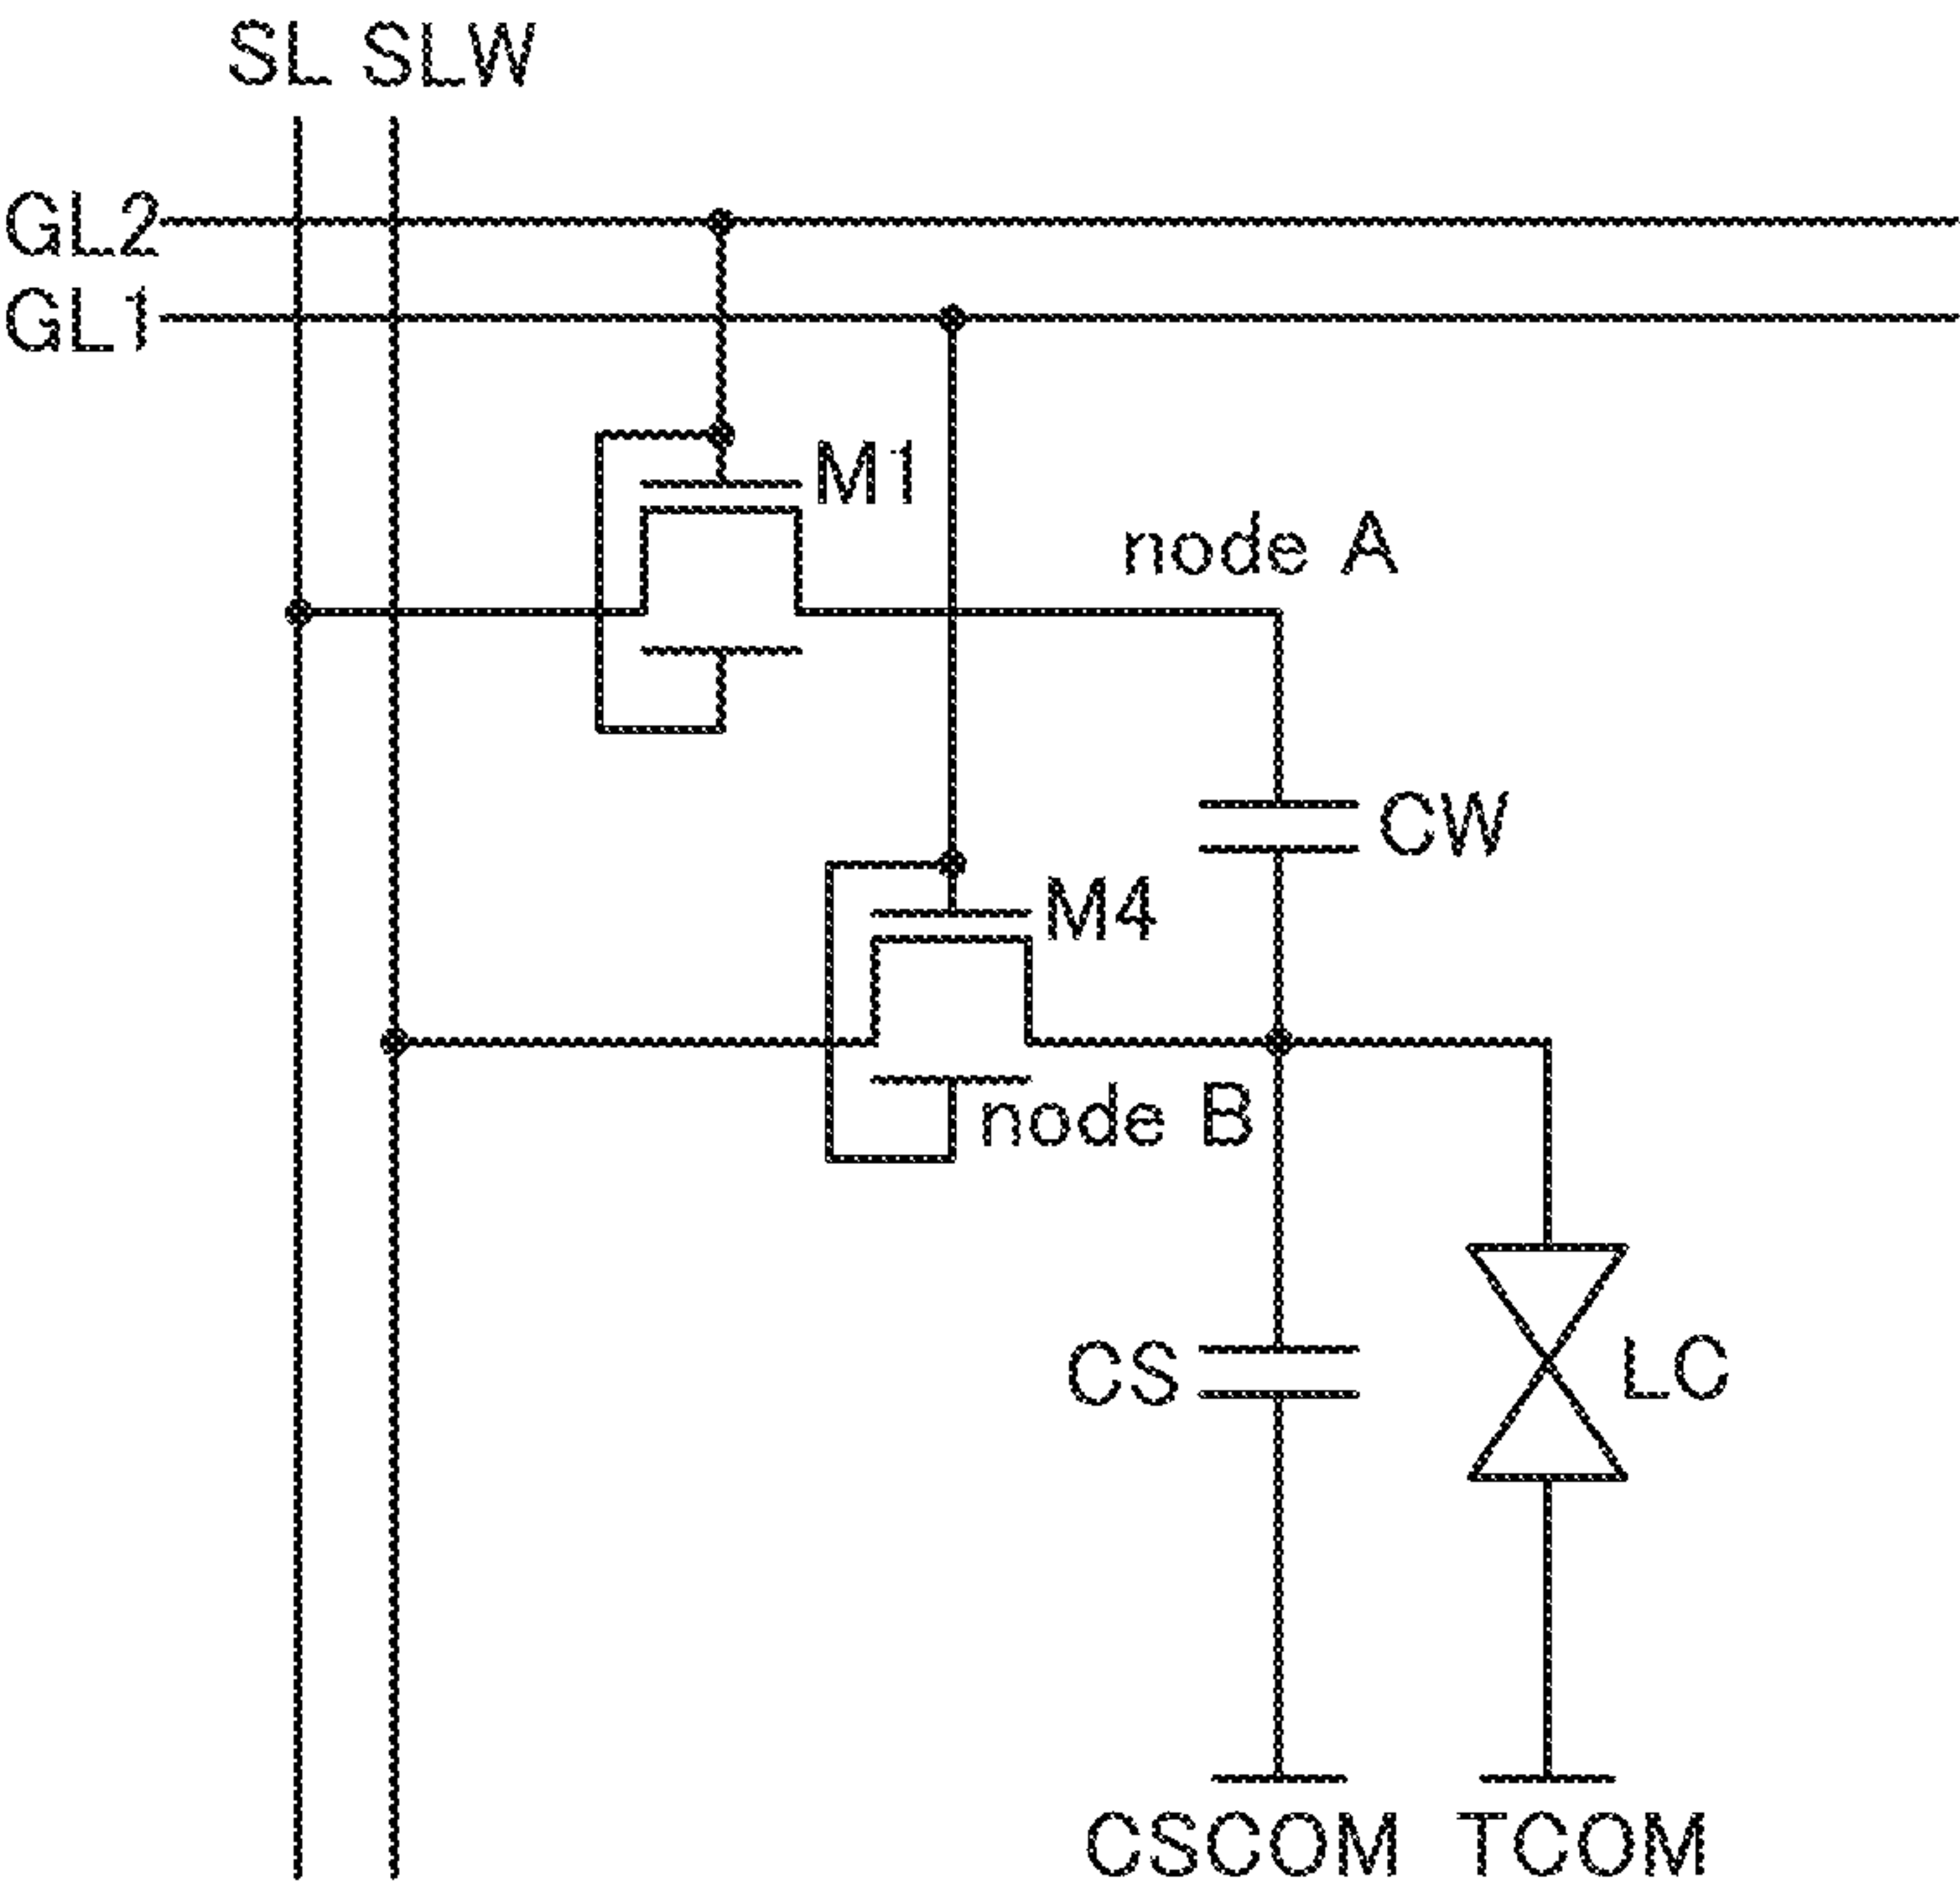 SL SLW
GL2
GL1
M1
node A
CW
M4
node B
CS
LC
CSCOM TCOM